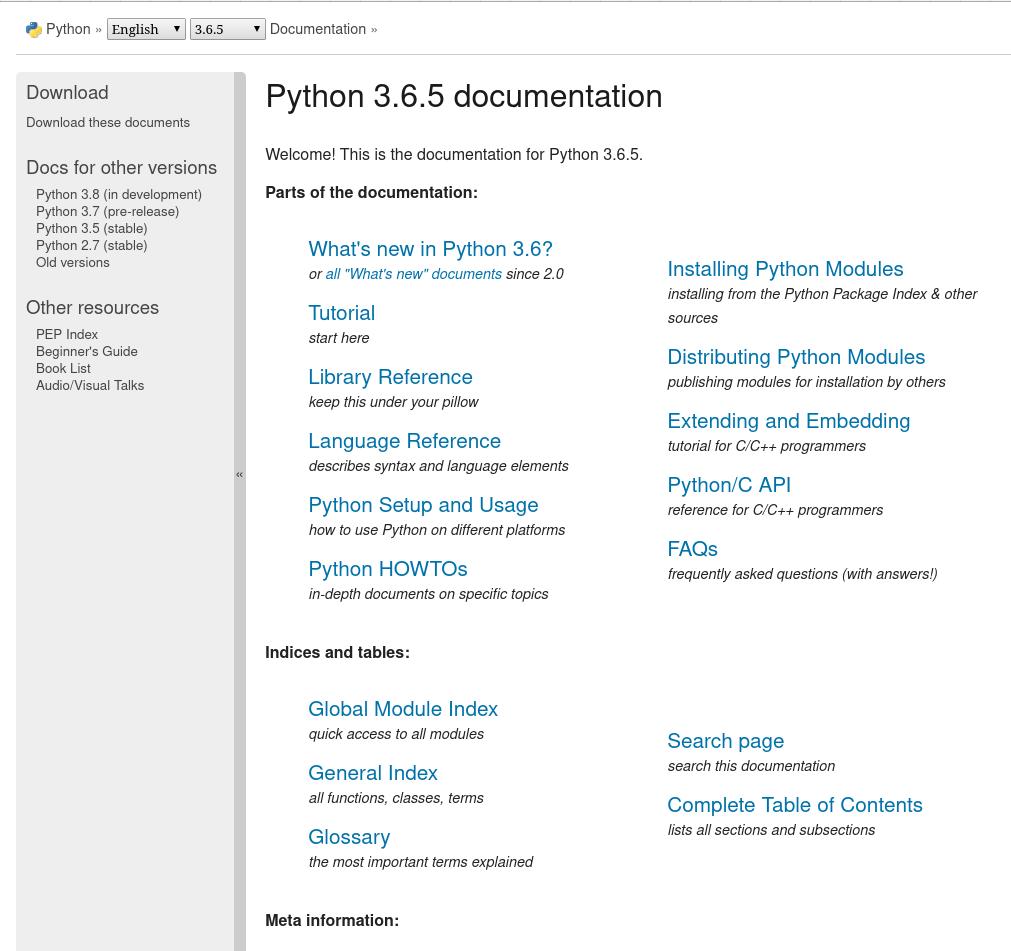 Python » English 3.6.5 Documentation »
Download
Download these documents
Docs for other versions
Python 3.8 (in development)
Python 3.7 (pre-release)
Python 3.5 (stable)
Python 2.7 (stable)
Old versions
Other resources
PEP Index
Beginner's Guide
Book List
Audio/Visual Talks
«
Python 3.6.5 documentation
Welcome! This is the documentation for Python 3.6.5.
Parts of the documentation:
What's new in Python 3.6?
or all "What's new" documents since 2.0
Tutorial
start here
Library Reference
keep this under your pillow
Language Reference
describes syntax and language elements
Python Setup and Usage
how to use Python on different platforms
Python HOWTOs
in-depth documents on specific topics
Installing Python Modules
installing from the Python Package Index & other
sources
Distributing Python Modules
publishing modules for installation by others
Extending and Embedding
tutorial for C/C++ programmers
Python/C API
reference for C/C++ programmers
FAQs
frequently asked questions (with answers!)
Indices and tables:
Global Module Index
quick access to all modules
General Index
all functions, classes, terms
Glossary
the most important terms explained
Search page
search this documentation
Complete Table of Contents
lists all sections and subsections
Meta information: